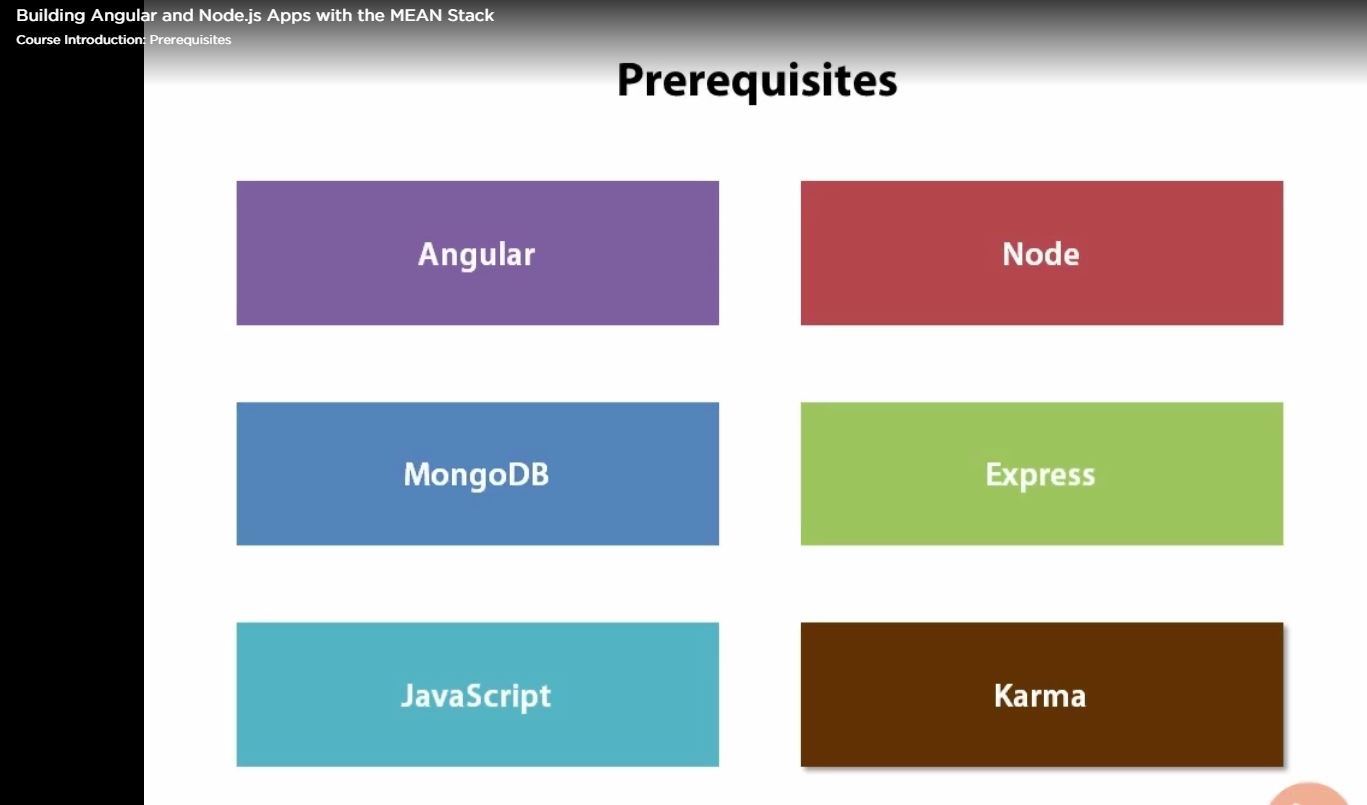 Building Angular and Node.js Apps with the MEAN Stack
Course Introduction: Prerequisites
Prerequisites
Angular
Node
MongoDB
Express
JavaScript
Karma